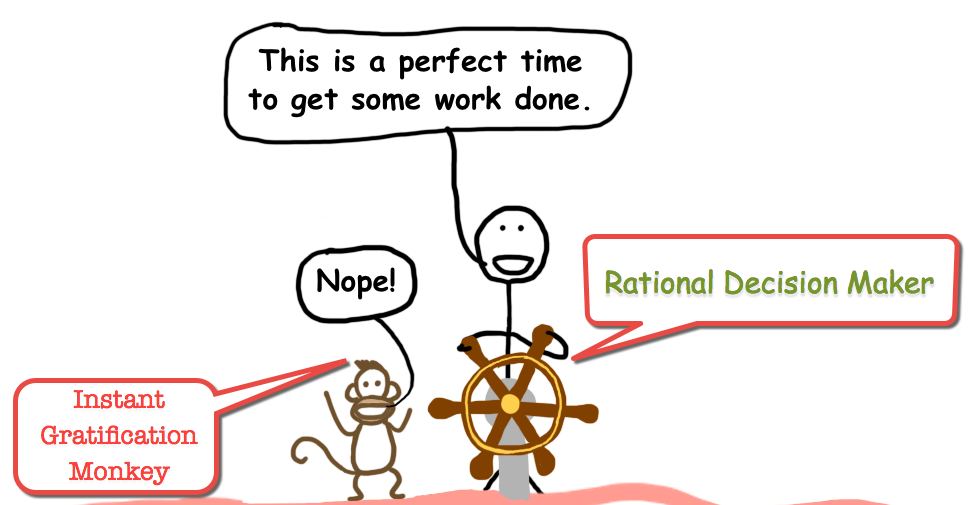 This is a perfect time
to get some work done.
Nope!
Rational Decision Maker
Instant
Gratification
Monkey